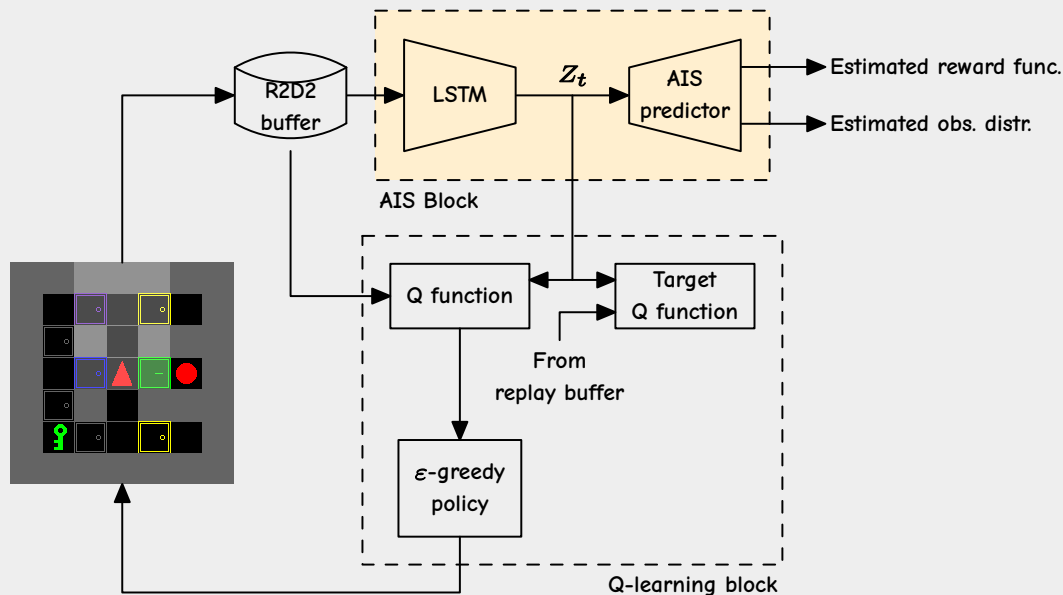 R2D2
buffer
LSTM
Z_t
AIS
predictor
Estimated reward func.
Estimated obs. distr.
AIS Block
Q function
Target
Q function
From
replay buffer
ε-greedy
policy
Q-learning block